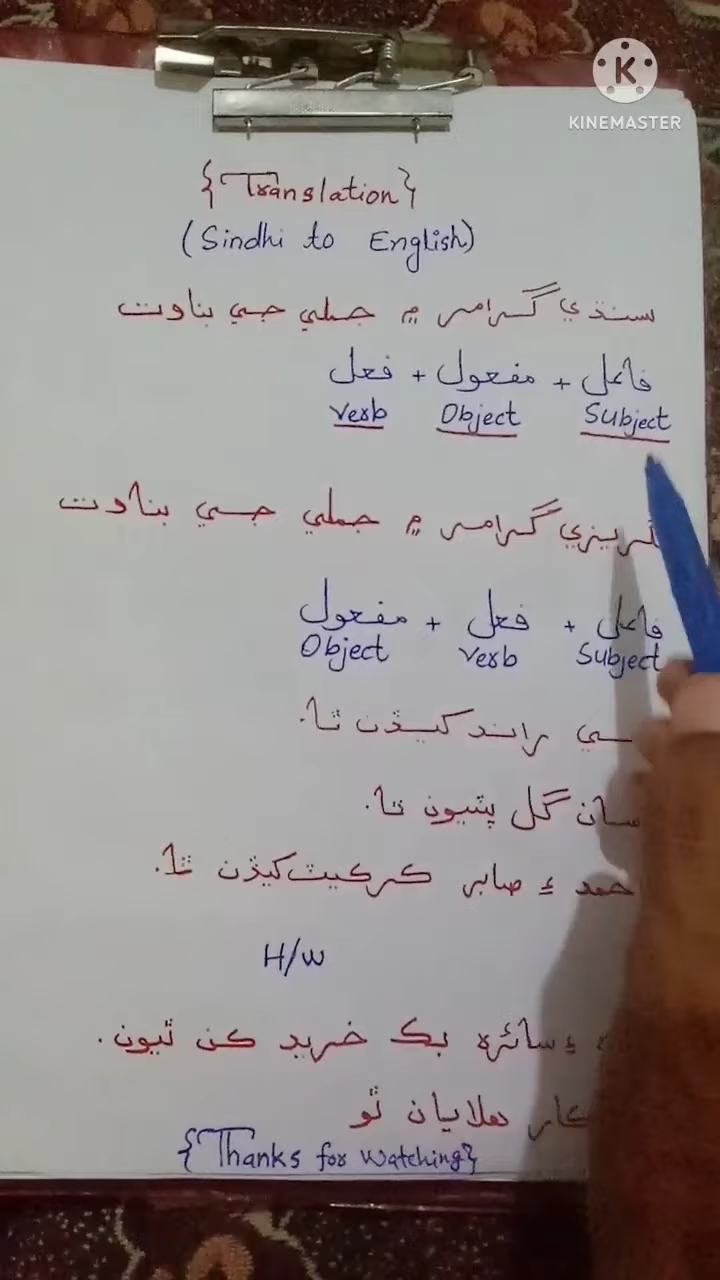 KINEMASTER
{Translation}
(Sindhi to English)
سنڌي گرامر ۾ جملي جي بناوت
فاعل + مفعول + فعل
Subject Object Verb
گرامر ۾ جملي جي بناوت
فاعل + فعل + مفعول
Subject Verb Object
راند کيڏن ٿا.
گل پٽيون ٿا.
۽ صابر ڪرڪيٽ کيڏن ٿا.
H/W
۽ سائره بڪ خريد ڪن ٿيون.
هلايان ٿو
{Thanks for watching}